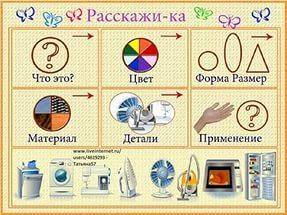 Расскажи-ка
Что это?
Цвет
Форма Размер
Материал
Детали
Применение
www.liveinternet.ru/
users/4619293 -
Татьяна57